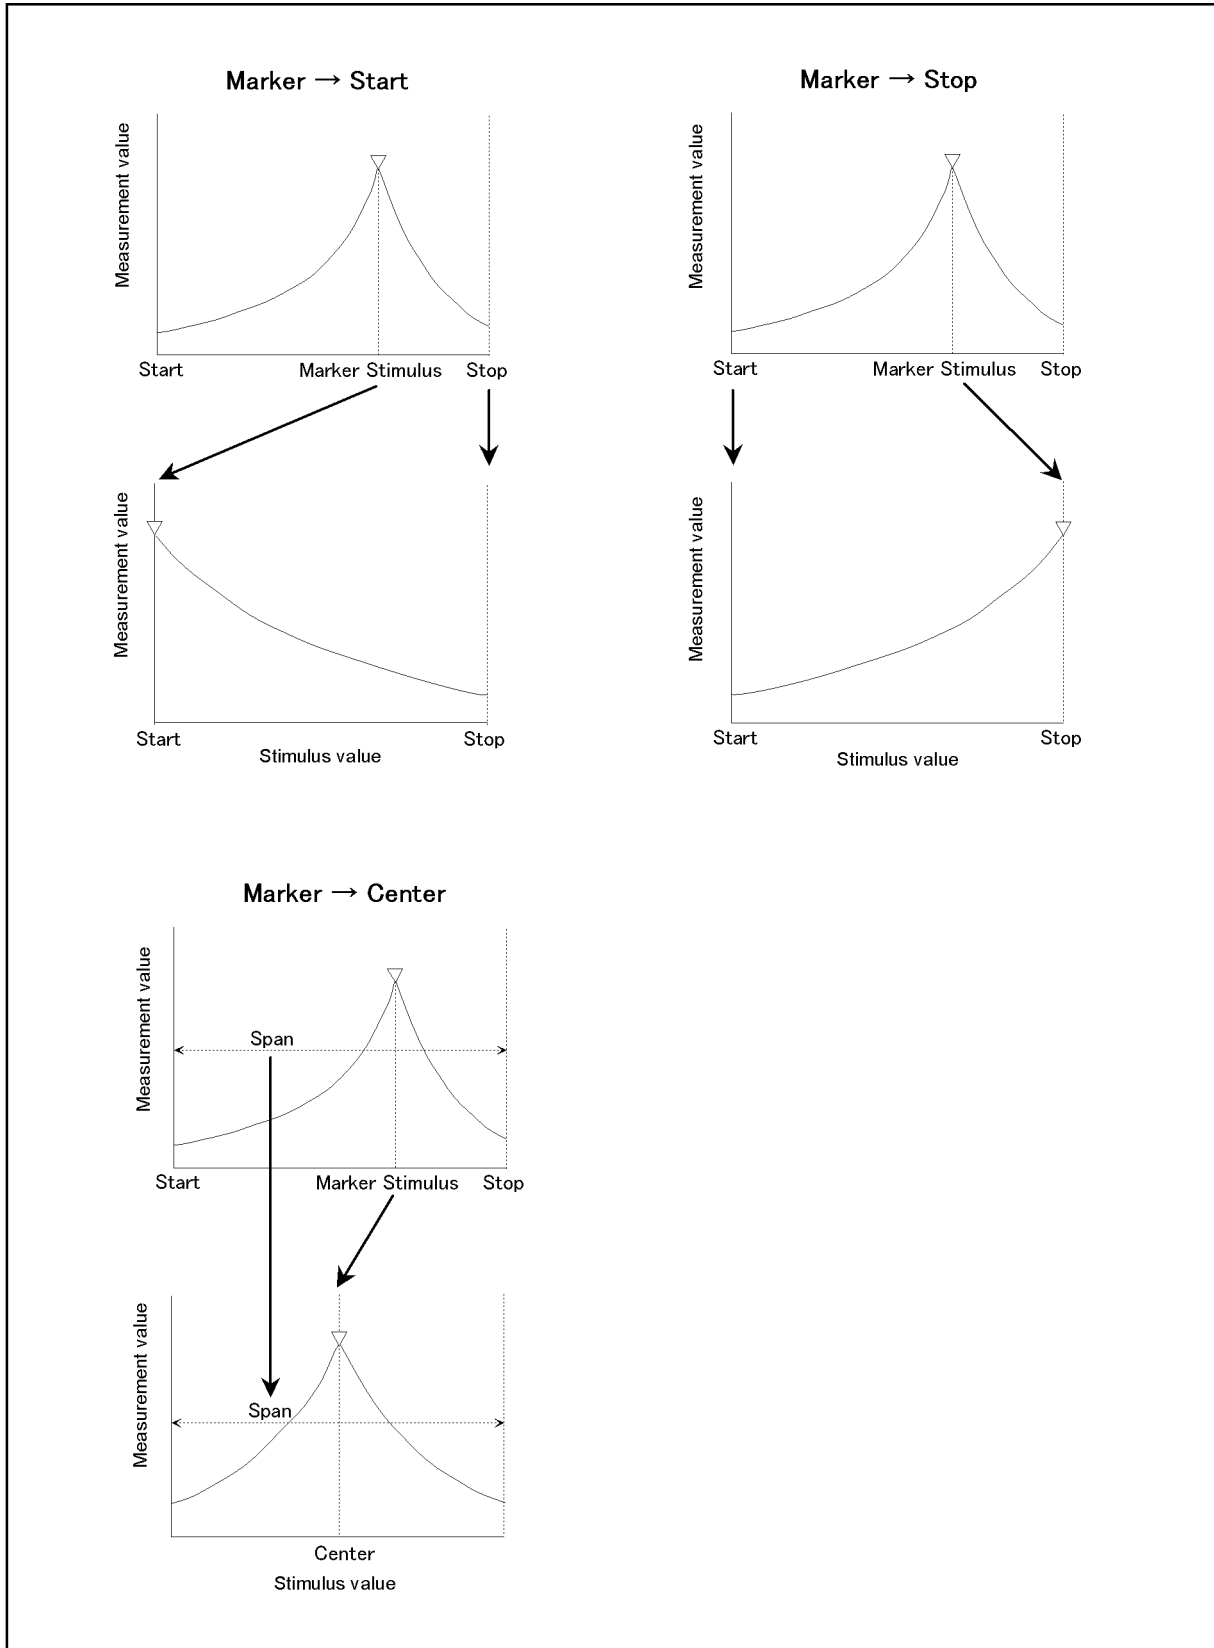 Marker → Start
Measurement value
Start
Marker Stimulus
Stop
Measurement value
Start
Stop
Stimulus value
Marker → Stop
Measurement value
Start
Marker Stimulus
Stop
Measurement value
Start
Stop
Stimulus value
Marker → Center
Measurement value
Span
Start
Marker Stimulus
Stop
Measurement value
Span
Center
Stimulus value